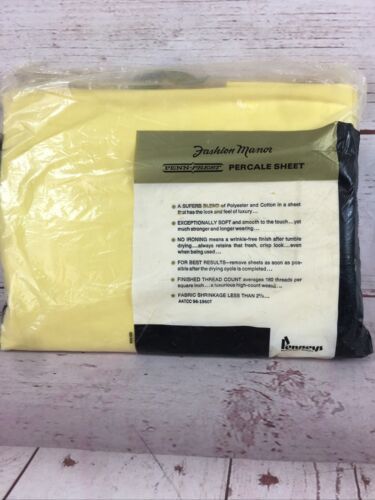 Fashion Manor
PENN-PREST PERCALE SHEET
A SUPERB BLEND of Polyester and Cotton in a sheet
that has the look and feel of luxury...
EXCEPTIONALLY SOFT and smooth to the touch...yet
much stronger and longer wearing...
NO IRONING means a wrinkle-free finish after tumble
drying...always retains that fresh, crisp look...even
when being used...
FOR BEST RESULTS—remove sheets as soon as pos-
sible after the drying cycle is completed...
FINISHED THREAD COUNT averages 180 threads per
square inch... a luxurious high-count weave...
FABRIC SHRINKAGE LESS THAN 2%...
AATCC 96-1960T
Penneys